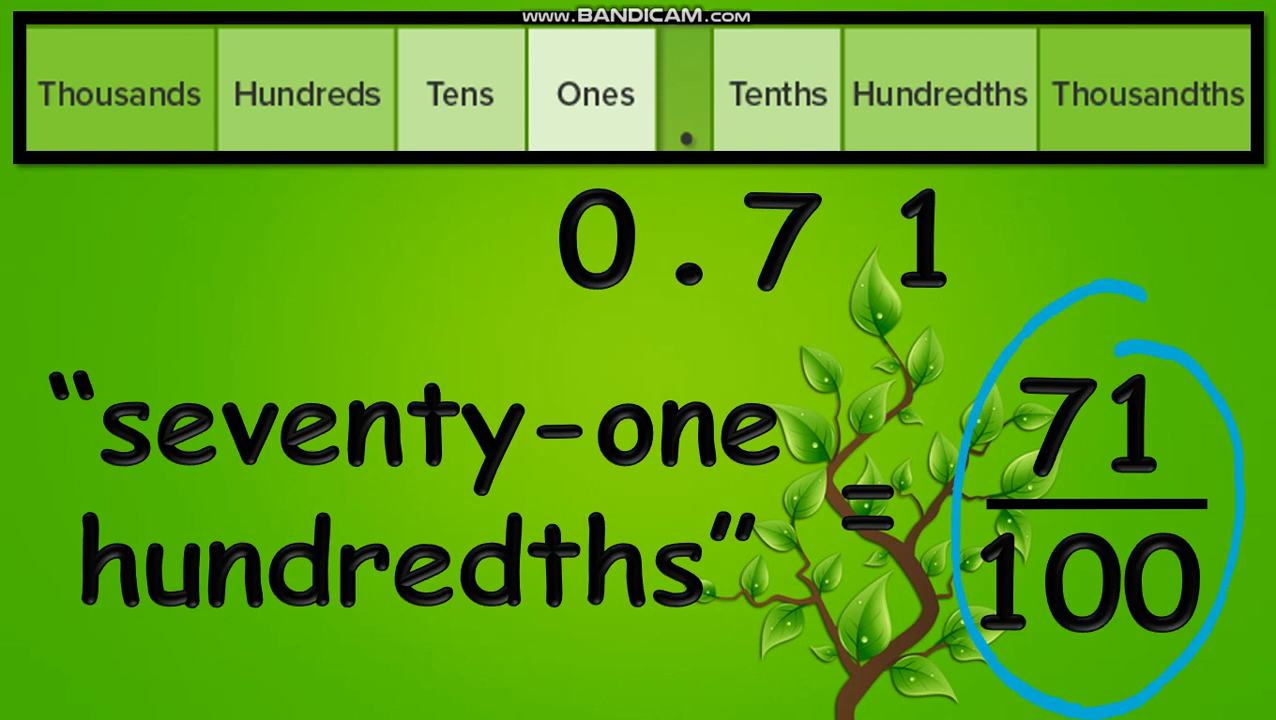 www.BANDICAM.com
Thousands Hundreds Tens Ones . Tenths Hundredths Thousandths
0.71
"seventy-one
hundredths"
=
71
100